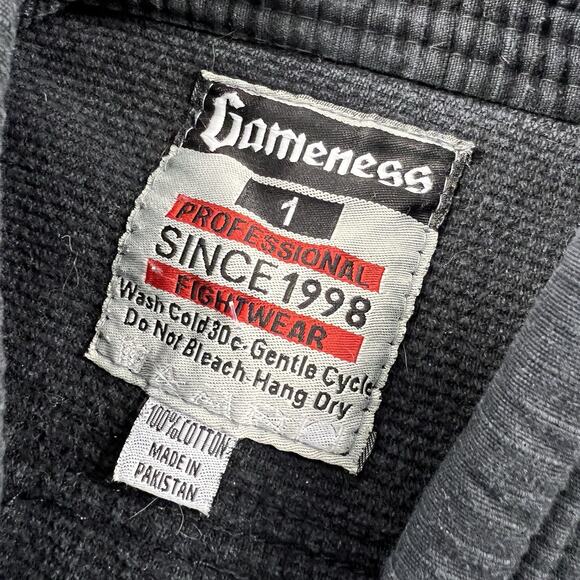 Gameness
1
PROFESSIONAL
SINCE 1998
FIGHTWEAR
Wash Cold 30c. Gentle Cycle
Do Not Bleach. Hang Dry
100% COTTON
MADE IN
PAKISTAN